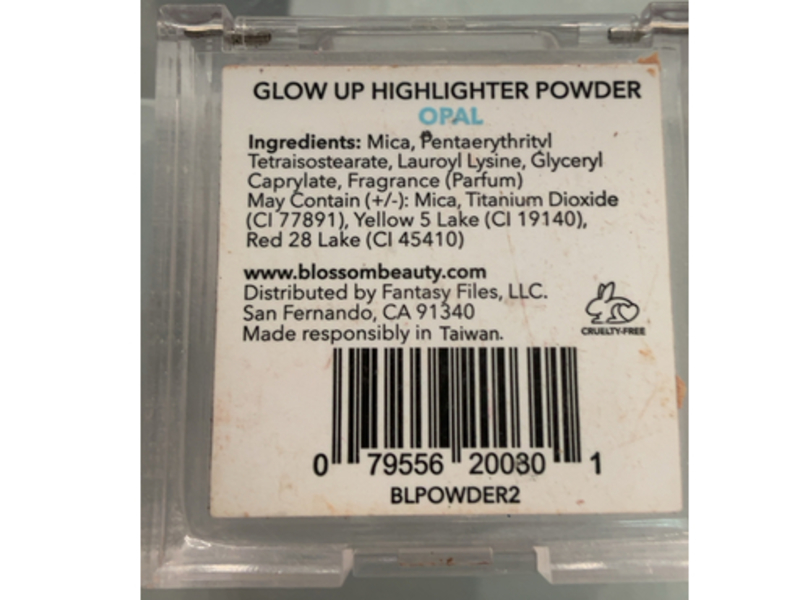 GLOW UP HIGHLIGHTER POWDER
OPAL
Ingredients: Mica, Pentaerythrityl
Tetraisostearate, Lauroyl Lysine, Glyceryl
Caprylate, Fragrance (Parfum)
May Contain (+/-): Mica, Titanium Dioxide
(CI 77891), Yellow 5 Lake (CI 19140),
Red 28 Lake (CI 45410)
www.blossombeauty.com
Distributed by Fantasy Files, LLC.
San Fernando, CA 91340
Made responsibly in Taiwan.
CRUELTY-FREE
0 79556 20030 1
BLPOWDER2